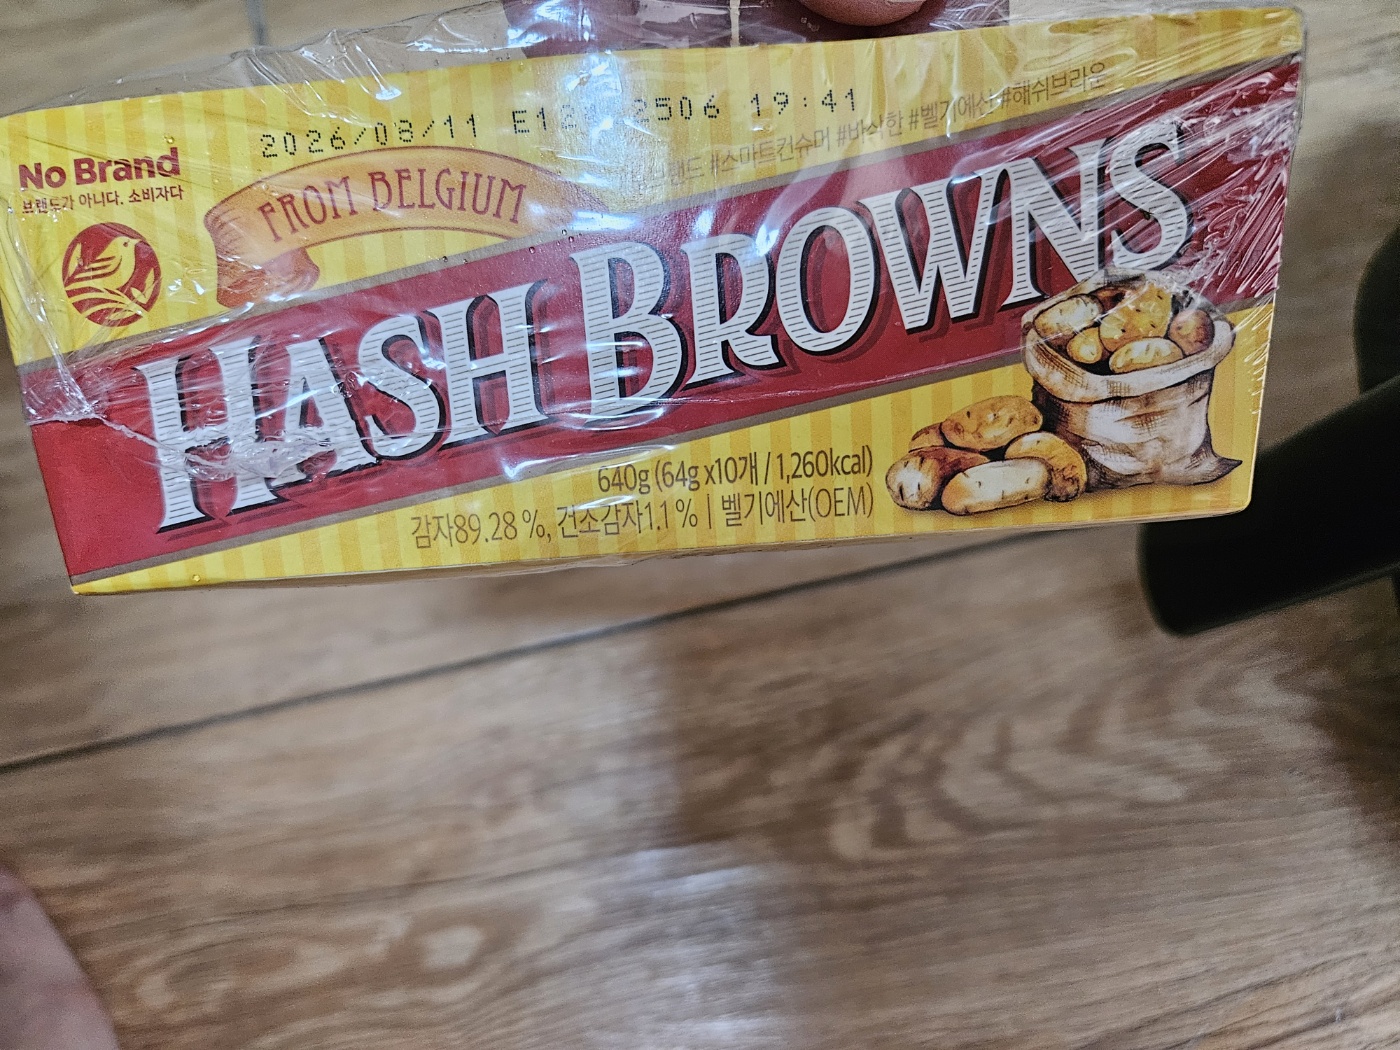 2026/08/11 2506 19:41
No Brand
브랜드가 아니다. 소비자다
FROM BELGIUM
#스마트컨슈머 #바삭한 #벨기에산 #해쉬브라운
HASH BROWNS
640g (64g x10개 / 1,260kcal)
감자89.28 %, 건조감자1.1 % | 벨기에산(OEM)